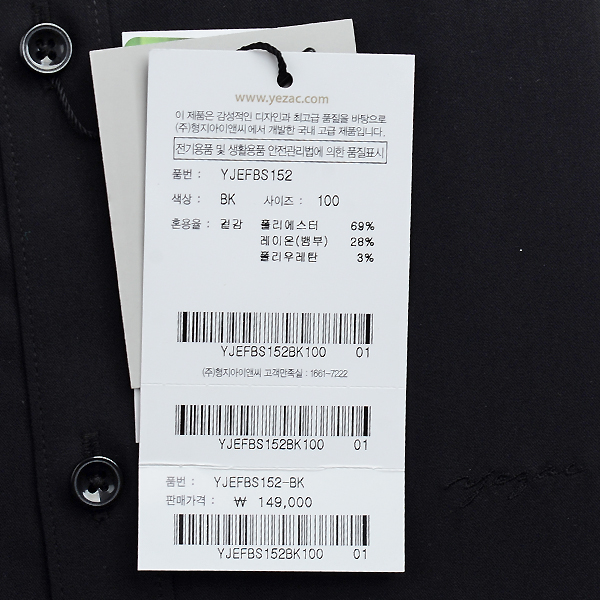 www.yezac.com
이 제품은 감성적인 디자인과 최고급 품질을 바탕으로
(주)형지아이앤씨에서 개발한 국내 고급 제품입니다.
전기용품 및 생활용품 안전관리법에 의한 품질표시
품번 : YJEFBS152
색상 : BK 사이즈 : 100
혼용율 : 겉감 폴리에스터 69%
레이온(뱀부) 28%
폴리우레탄 3%
YJEFBS152BK100 01
(주)형지아이앤씨 고객만족실 : 1661-7222
YJEFBS152BK100 01
품번 : YJEFBS152-BK
판매가격 : ₩ 149,000
YJEFBS152BK100 01
yezac